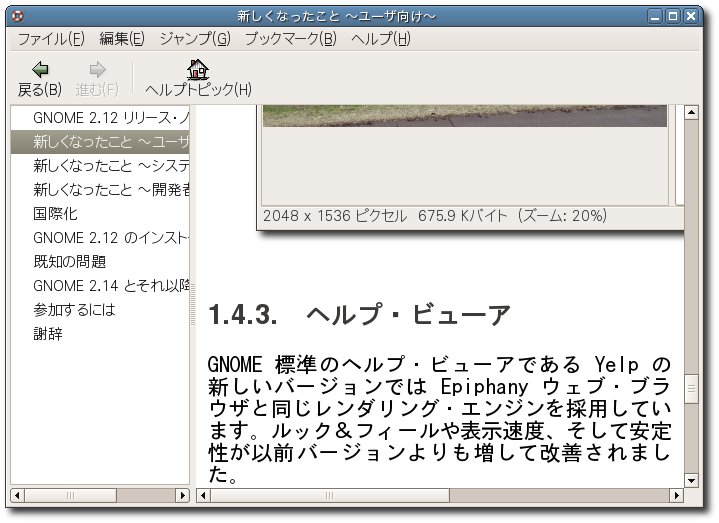 新しくなったこと 〜ユーザ向け〜
ファイル(F) 編集(E) ジャンプ(G) ブックマーク(B) ヘルプ(H)
戻る(B) 進む(F) ヘルプトピック(H)
GNOME 2.12 リリース・ノ
新しくなったこと 〜ユーザ
新しくなったこと 〜システ
新しくなったこと 〜開発者
国際化
GNOME 2.12 のインスト
既知の問題
GNOME 2.14 とそれ以降
参加するには
謝辞
2048 x 1536 ピクセル 675.9 Kバイト (ズーム: 20%)
1.4.3. ヘルプ・ビューア
GNOME 標準のヘルプ・ビューアである Yelp の
新しいバージョンでは Epiphany ウェブ・ブラ
ウザと同じレンダリング・エンジンを採用してい
ます。ルック＆フィールや表示速度、そして安定
性が以前バージョンよりも増して改善されまし
た。